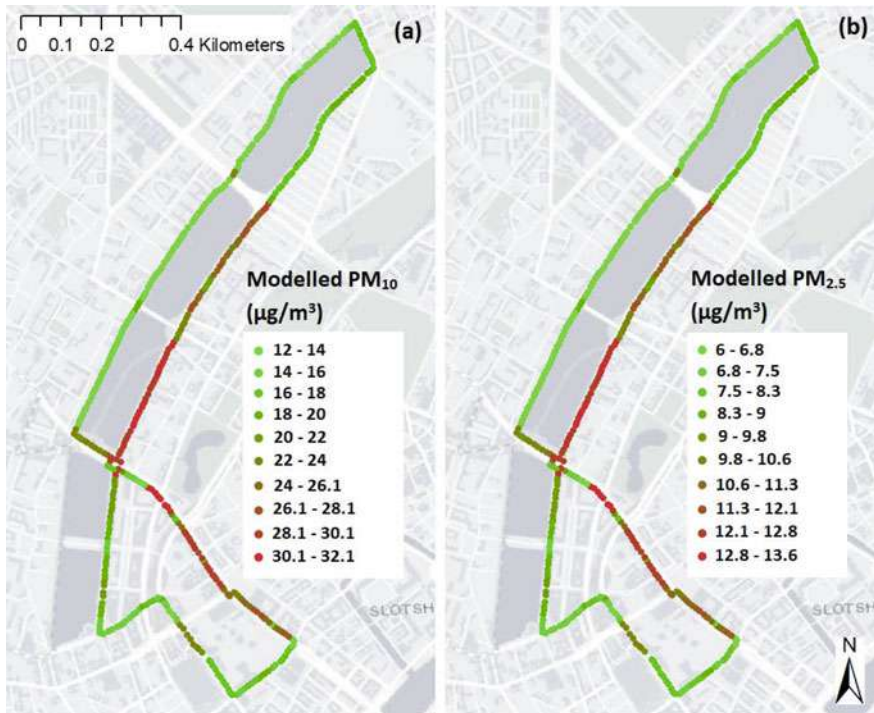 (a)
0 0.1 0.2 0.4 Kilometers
Modelled PM10
(µg/m³)
12 - 14
14 - 16
16 - 18
18 - 20
20 - 22
22 - 24
24 - 26.1
26.1 - 28.1
28.1 - 30.1
30.1 - 32.1
SLOTSH
(b)
Modelled PM2.5
(µg/m³)
6 - 6.8
6.8 - 7.5
7.5 - 8.3
8.3 - 9
9 - 9.8
9.8 - 10.6
10.6 - 11.3
11.3 - 12.1
12.1 - 12.8
12.8 - 13.6
SLOTSH
N